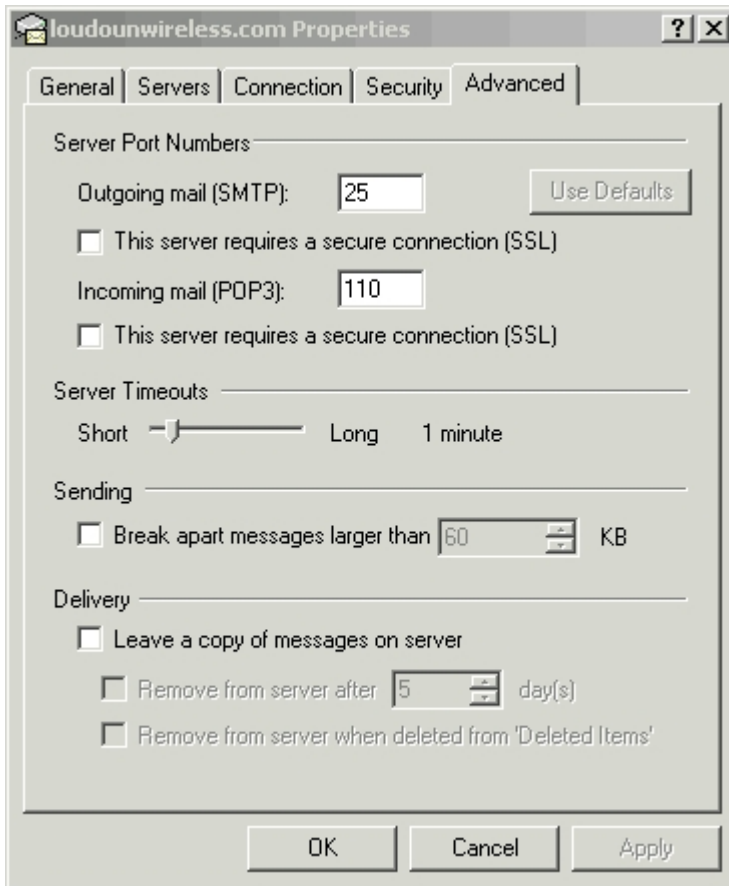 loudounwireless.com Properties
General Servers Connection Security Advanced
Server Port Numbers
Outgoing mail (SMTP): 25 Use Defaults
This server requires a secure connection (SSL)
Incoming mail (POP3): 110
This server requires a secure connection (SSL)
Server Timeouts
Short Long 1 minute
Sending
Break apart messages larger than 60 KB
Delivery
Leave a copy of messages on server
Remove from server after 5 day(s)
Remove from server when deleted from 'Deleted Items'
OK Cancel Apply